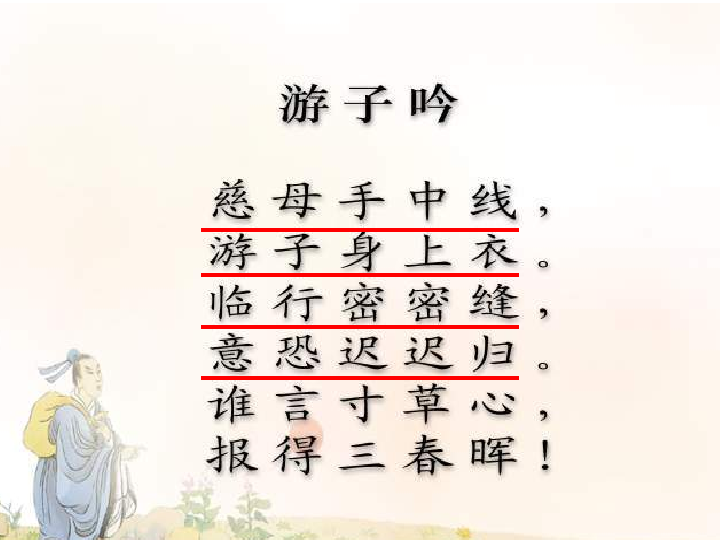 游子吟
慈母手中线，
游子身上衣。
临行密密缝，
意恐迟迟归。
谁言寸草心，
报得三春晖！